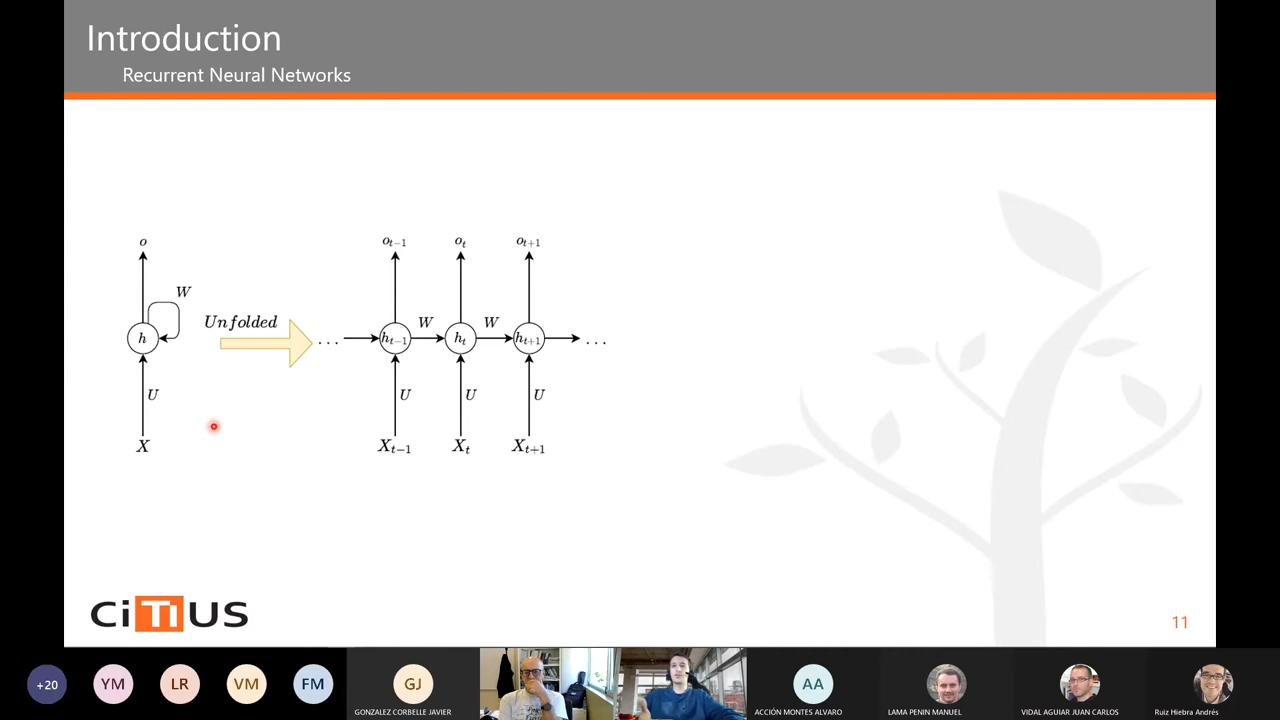 Introduction
Recurrent Neural Networks
o
W
h
U
X
Unfolded
o_{t-1} o_t o_{t+1}
W W
... h_{t-1} h_t h_{t+1} ...
U U U
X_{t-1} X_t X_{t+1}
CiTIUS
11
+20 YM LR VM FM GJ AA
GONZALEZ CORBELLE JAVIER
ACCIÓN MONTES ALVARO
LAMA PENIN MANUEL
VIDAL AGUIAR JUAN CARLOS
Ruiz Hiebra Andrés